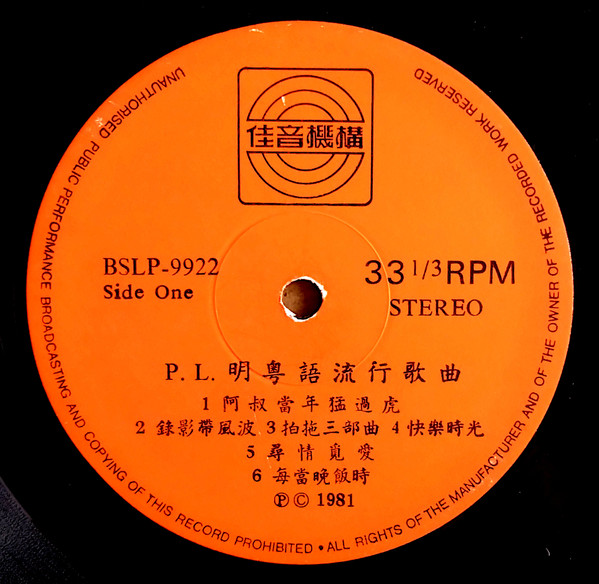 佳音機構
BSLP-9922
Side One
33 1/3 RPM
STEREO
P. L. 明粵語流行歌曲
1 阿叔當年猛過虎
2 錄影帶風波 3 拍拖三部曲 4 快樂時光
5 尋情覓愛
6 每當晚飯時
Ⓟ © 1981
UNAUTHORISED PUBLIC PERFORMANCE BROADCASTING AND COPYING OF THIS RECORD PROHIBITED • ALL RIGHTS OF THE MANUFACTURER AND OF THE OWNER OF THE RECORDED WORK RESERVED